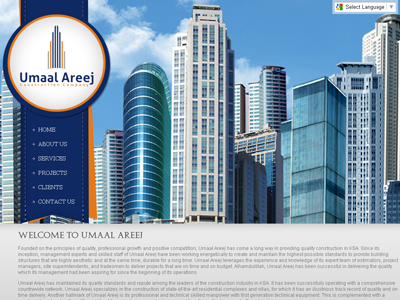 Select Language
Umaal Areej
Construction Company
+ HOME
+ ABOUT US
+ SERVICES
+ PROJECTS
+ CLIENTS
+ CONTACT US
WELCOME TO UMAAL AREEJ
Founded on the principles of quality, professional growth and positive competition, Umaal Areej has come a long way in providing quality construction in KSA. Since its
inception, management experts and skilled staff of Umaal Areej have been working energetically to create and maintain the highest possible standards to provide building
structures that are highly aesthetic and at the same time, durable for a long time. Umaal Areej leverages the experience and knowledge of its expert team of estimators, project
managers, site superintendents, and tradesmen to deliver projects that are on time and on budget. Alhamdulillah, Umaal Areej has been successful in delivering the quality
which its management had been aspiring for since the beginning of its operations.
Umaal Areej has maintained its quality standards and repute among the leaders of the construction industry in KSA. It has been successfully operating with a comprehensive
countrywide network. Umaal Areej specializes in the construction of state-of-the-art residential complexes and villas, for which it has an illustrious track record of quality and on-
time delivery. Another hallmark of Umaal Areej is its professional and technical skilled manpower with first generation technical equipment. This is complemented with a